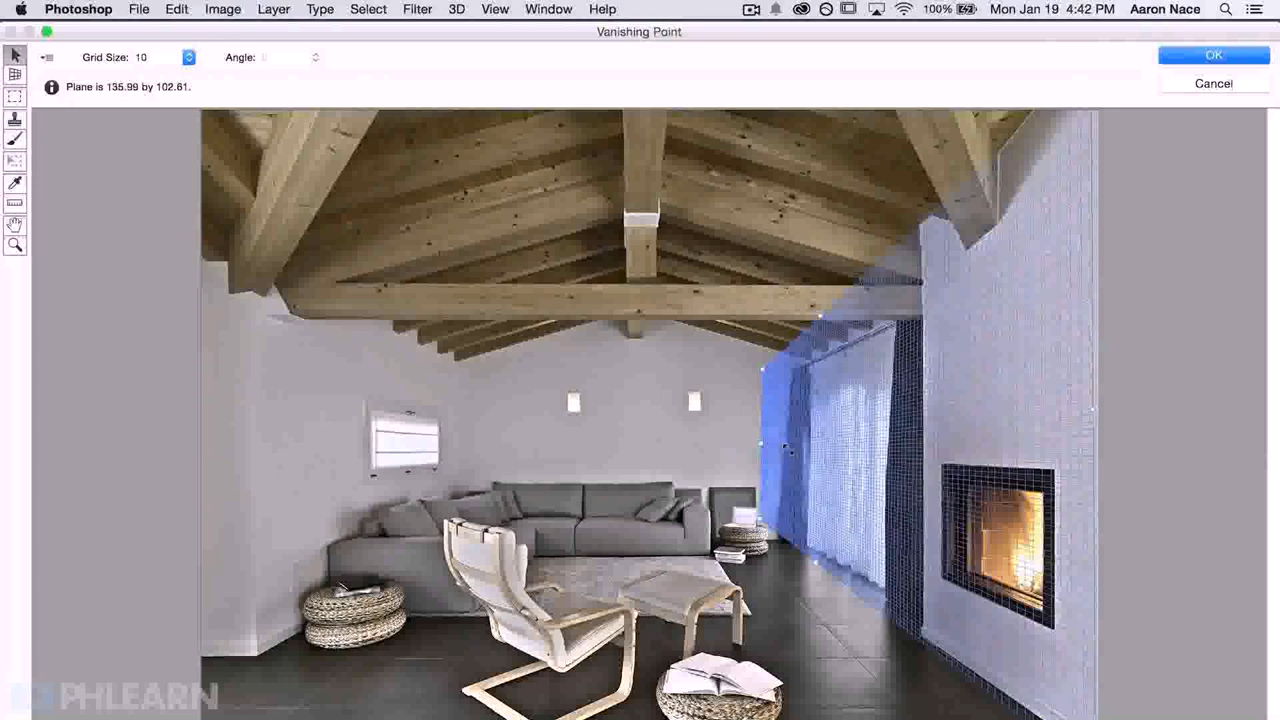 Photoshop File Edit Image Layer Type Select Filter 3D View Window Help 100% Mon Jan 19 4:42 PM Aaron Nace
Vanishing Point
Grid Size: 10 Angle: OK
Plane is 135.99 by 102.61. Cancel
PHLEARN